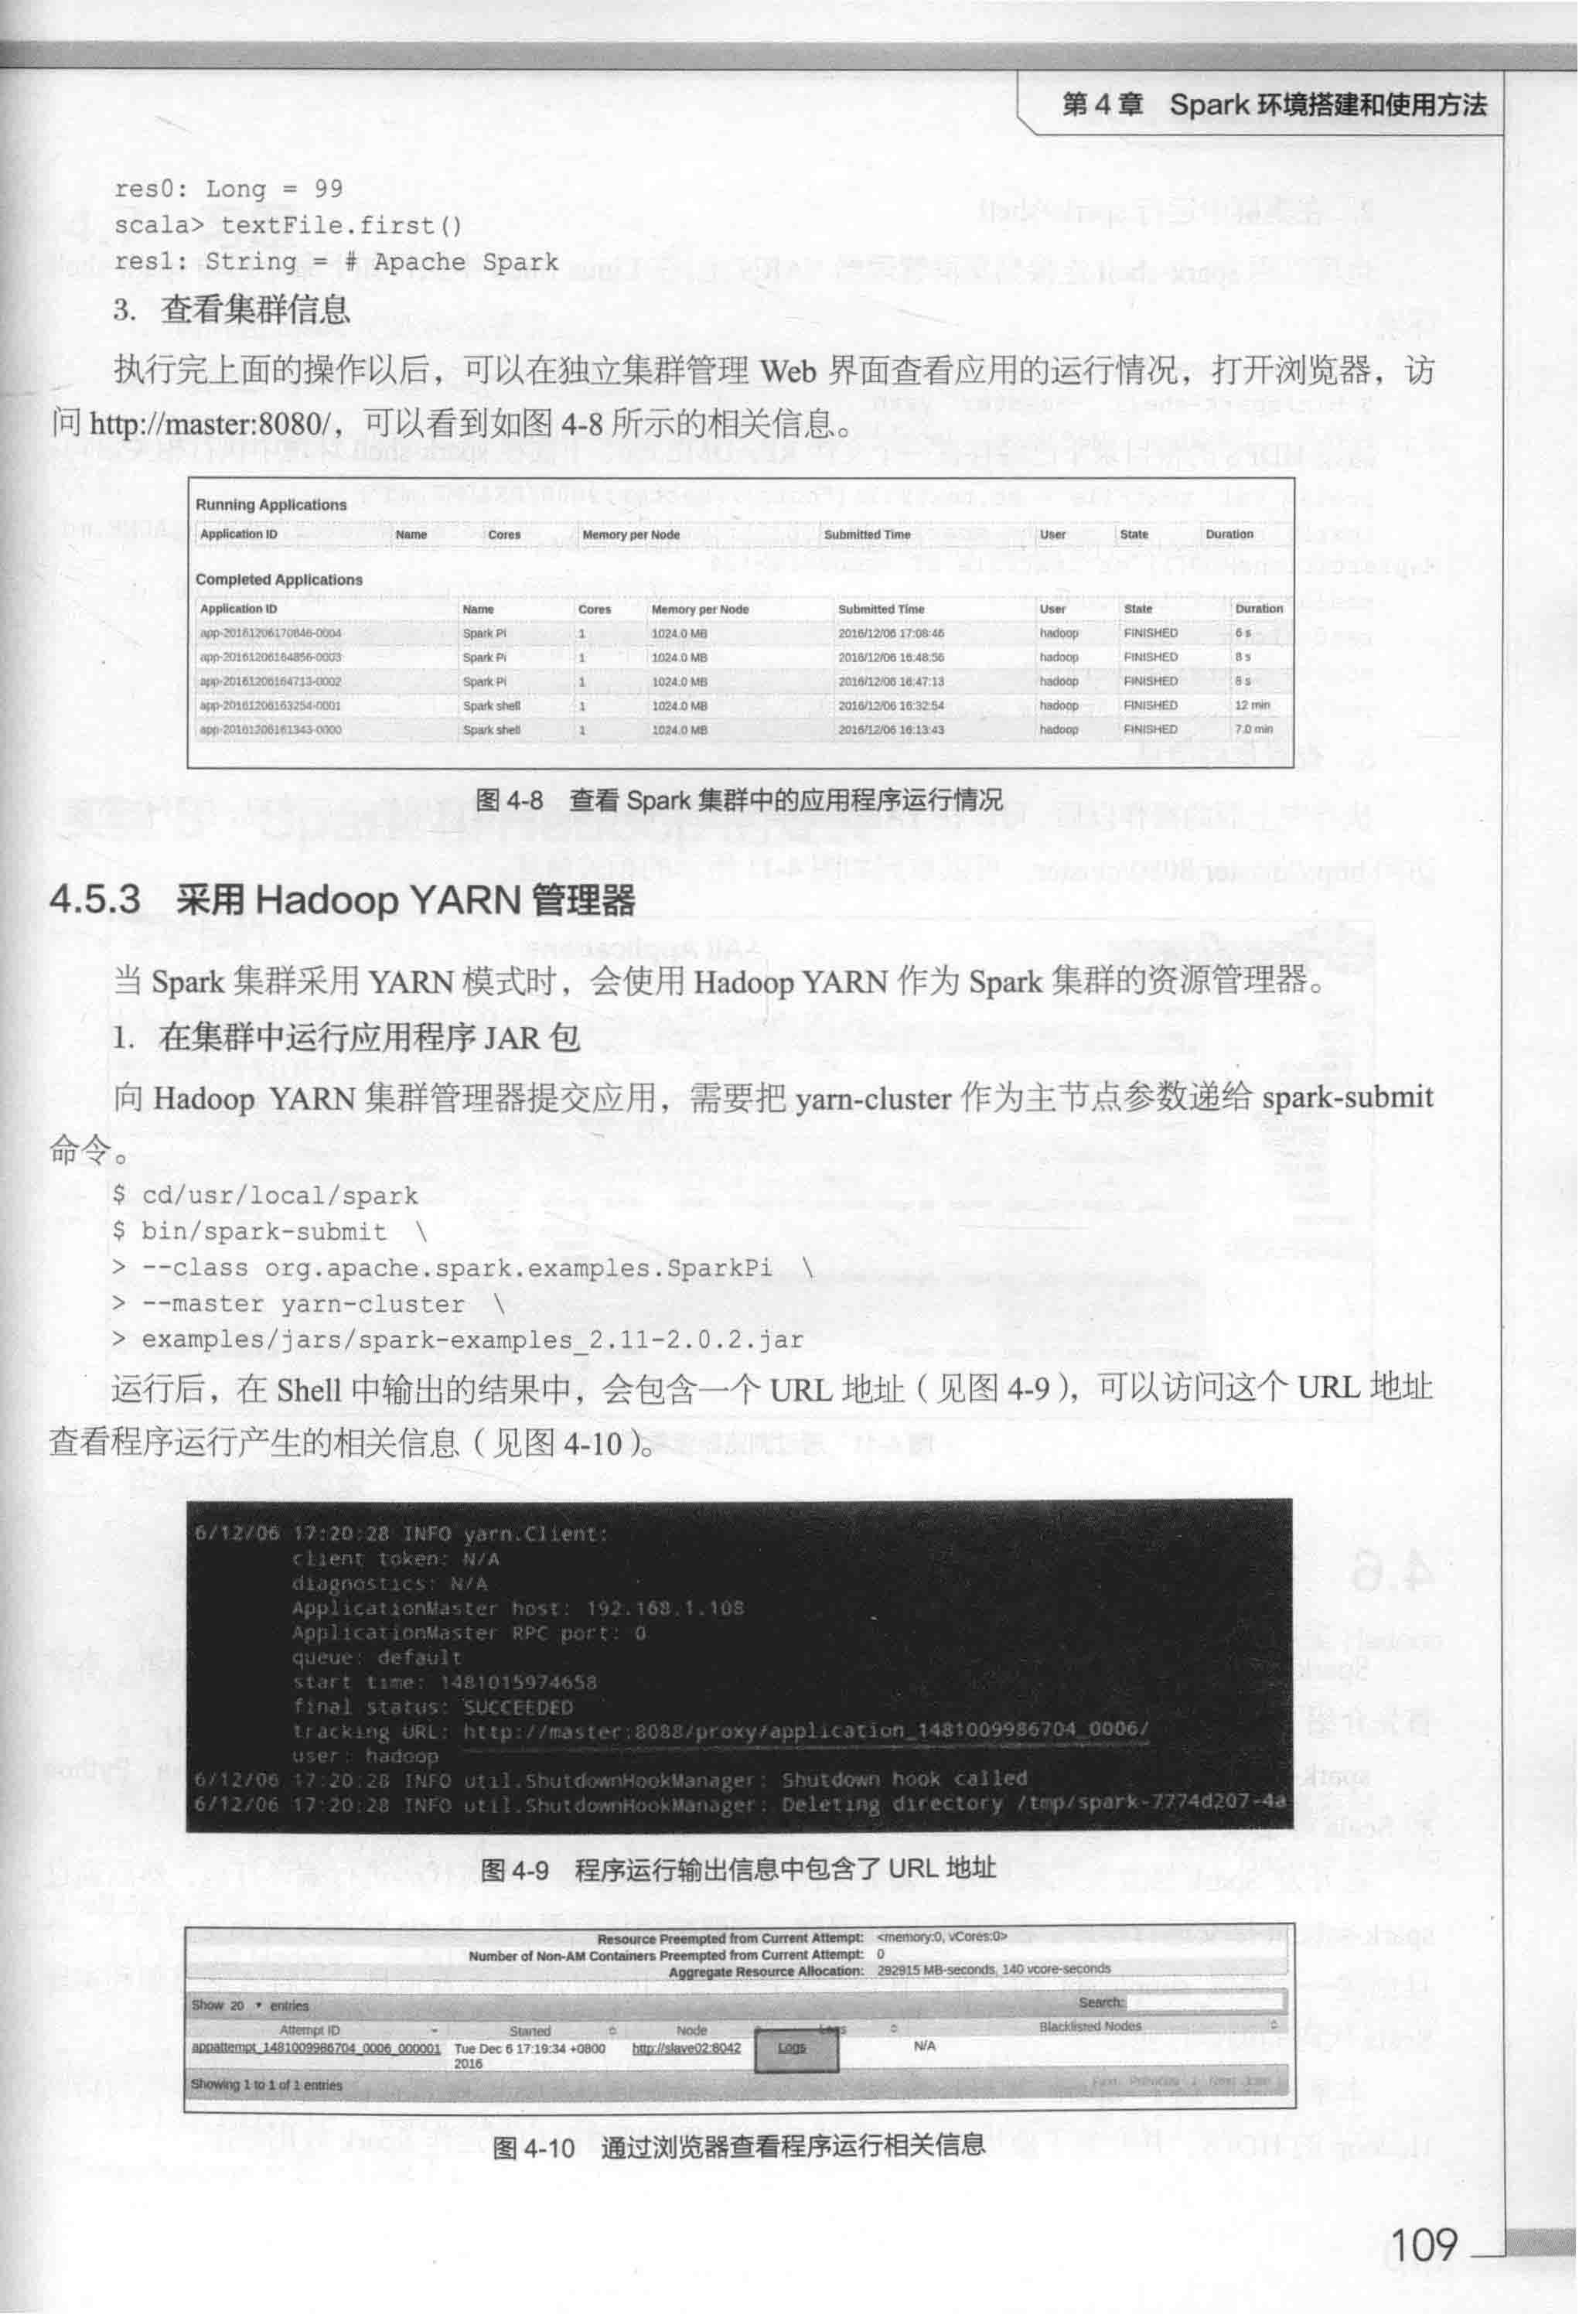 第 4 章 Spark 环境搭建和使用方法
res0: Long = 99
scala> textFile.first()
res1: String = # Apache Spark
3. 查看集群信息
执行完上面的操作以后，可以在独立集群管理 Web 界面查看应用的运行情况，打开浏览器，访
问 http://master:8080/，可以看到如图 4-8 所示的相关信息。
Running Applications
Application ID Name Cores Memory per Node Submitted Time User State Duration
Completed Applications
Application ID Name Cores Memory per Node Submitted Time User State Duration
app-20161206170846-0004 Spark Pi 1 1024.0 MB 2016/12/06 17:08:46 hadoop FINISHED 6 s
app-20161206164856-0003 Spark Pi 1 1024.0 MB 2016/12/06 16:48:56 hadoop FINISHED 8 s
app-20161206164713-0002 Spark Pi 1 1024.0 MB 2016/12/06 16:47:13 hadoop FINISHED 8 s
app-20161206163254-0001 Spark shell 1 1024.0 MB 2016/12/06 16:32:54 hadoop FINISHED 12 min
app-20161206161343-0000 Spark shell 1 1024.0 MB 2016/12/06 16:13:43 hadoop FINISHED 7.0 min
图 4-8 查看 Spark 集群中的应用程序运行情况
4.5.3 采用 Hadoop YARN 管理器
当 Spark 集群采用 YARN 模式时，会使用 Hadoop YARN 作为 Spark 集群的资源管理器。
1. 在集群中运行应用程序 JAR 包
向 Hadoop YARN 集群管理器提交应用，需要把 yarn-cluster 作为主节点参数递给 spark-submit
命令。
$ cd/usr/local/spark
$ bin/spark-submit \
> --class org.apache.spark.examples.SparkPi \
> --master yarn-cluster \
> examples/jars/spark-examples_2.11-2.0.2.jar
运行后，在 Shell 中输出的结果中，会包含一个 URL 地址（见图 4-9），可以访问这个 URL 地址
查看程序运行产生的相关信息（见图 4-10）。
6/12/06 17:20:28 INFO yarn.Client:
client token: N/A
diagnostics: N/A
ApplicationMaster host: 192.168.1.108
ApplicationMaster RPC port: 0
queue: default
start time: 1481015974658
final status: SUCCEEDED
tracking URL: http://master:8088/proxy/application_1481009986704_0006/
user: hadoop
6/12/06 17:20:28 INFO util.ShutdownHookManager: Shutdown hook called
6/12/06 17:20:28 INFO util.ShutdownHookManager: Deleting directory /tmp/spark-7774d207-4a
图 4-9 程序运行输出信息中包含了 URL 地址
Resource Preempted from Current Attempt: <memory:0, vCores:0>
Number of Non-AM Containers Preempted from Current Attempt: 0
Aggregate Resource Allocation: 292915 MB-seconds, 140 vcore-seconds
Show 20 entries Search:
Attempt ID Started Node Logs Blacklisted Nodes
appattempt_1481009986704_0006_000001 Tue Dec 6 17:19:34 +0800 http://slave02:8042 Logs N/A
2016
Showing 1 to 1 of 1 entries First Previous 1 Next Last
图 4-10 通过浏览器查看程序运行相关信息
109